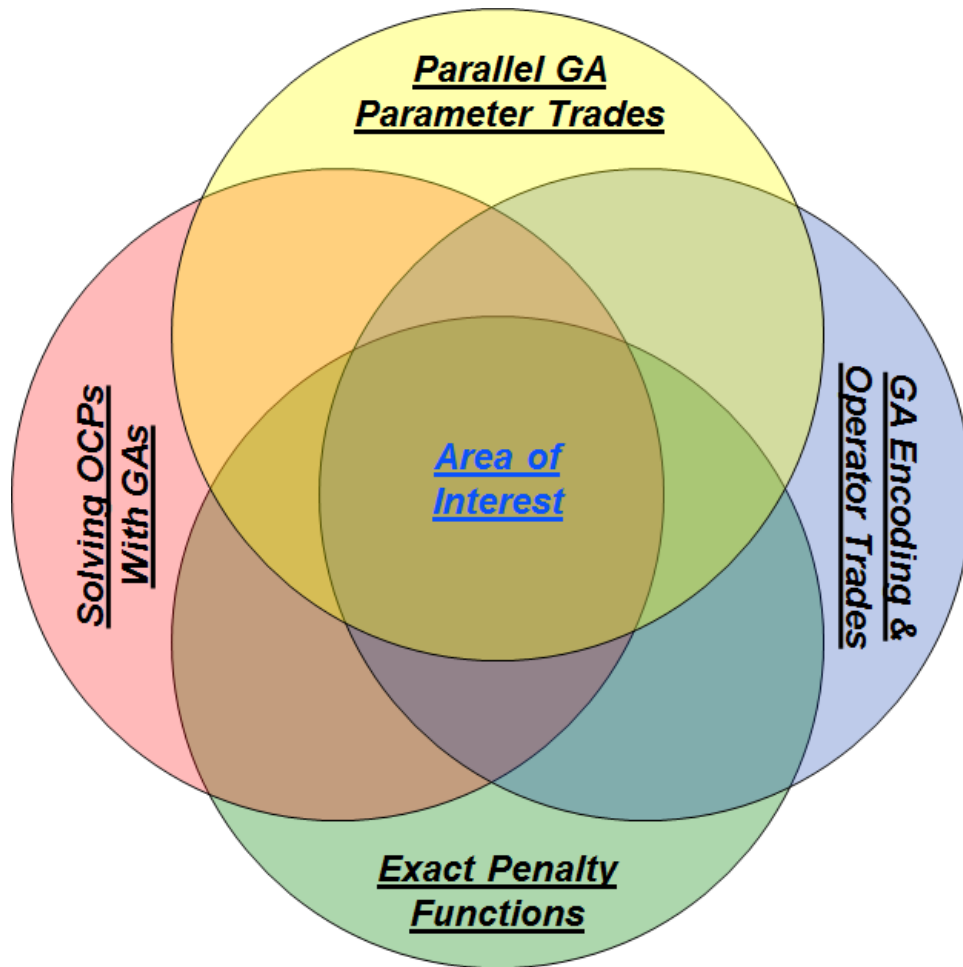 Parallel GA
Parameter Trades
Solving OCPs
With GAs
Area of
Interest
GA Encoding &
Operator Trades
Exact Penalty
Functions